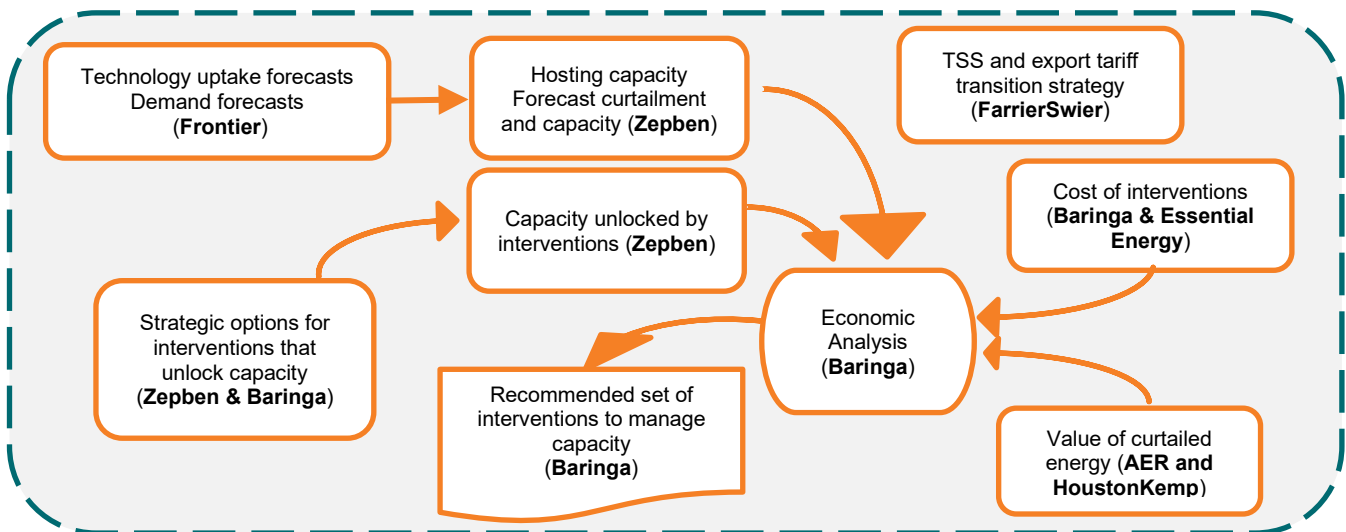 Technology uptake forecasts
Demand forecasts
(Frontier)
Hosting capacity
Forecast curtailment
and capacity (Zepben)
TSS and export tariff
transition strategy
(FarrierSwier)
Capacity unlocked by
interventions (Zepben)
Cost of interventions
(Baringa & Essential
Energy)
Strategic options for
interventions that
unlock capacity
(Zepben & Baringa)
Economic
Analysis
(Baringa)
Recommended set of
interventions to manage
capacity
(Baringa)
Value of curtailed
energy (AER and
HoustonKemp)